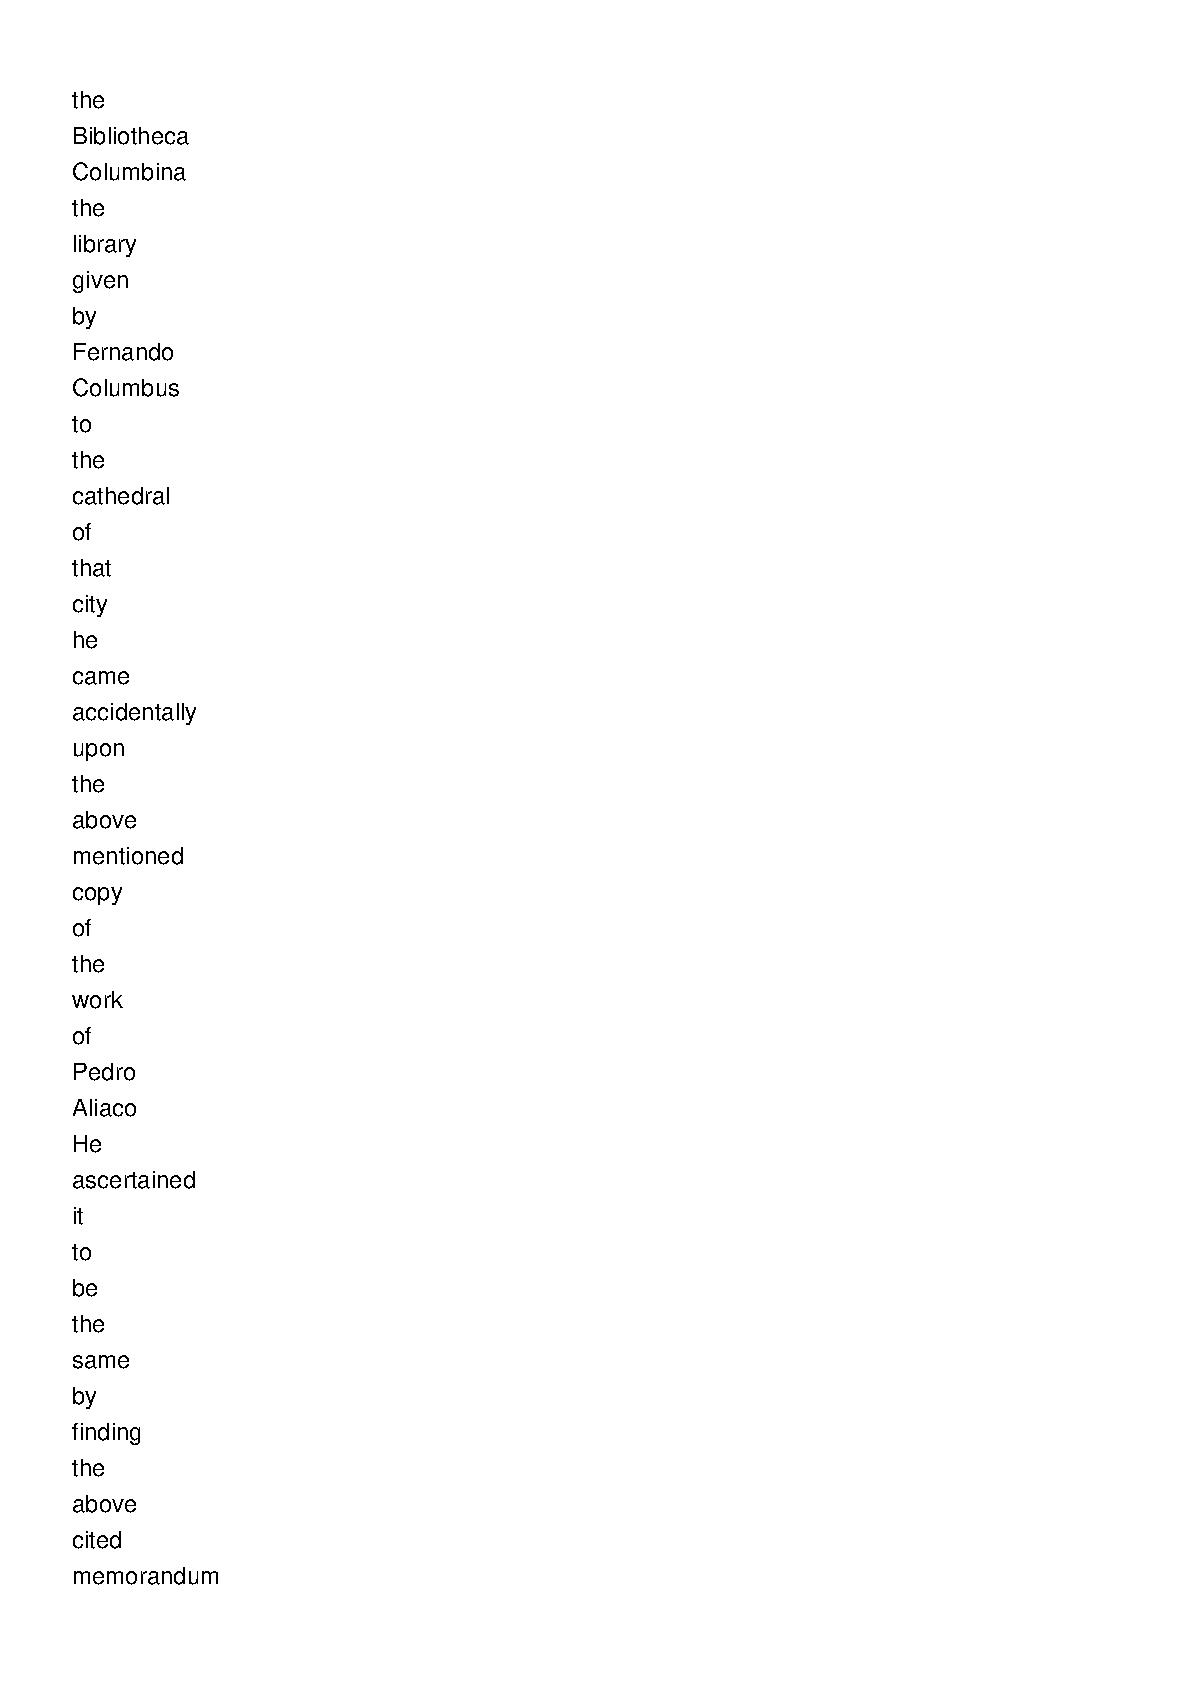 the
Bibliotheca
Columbina
the
library
given
by
Fernando
Columbus
to
the
cathedral
of
that
city
he
came
accidentally
upon
the
above
mentioned
copy
of
the
work
of
Pedro
Aliaco
He
ascertained
it
to
be
the
same
by
finding
the
above
cited
memorandum